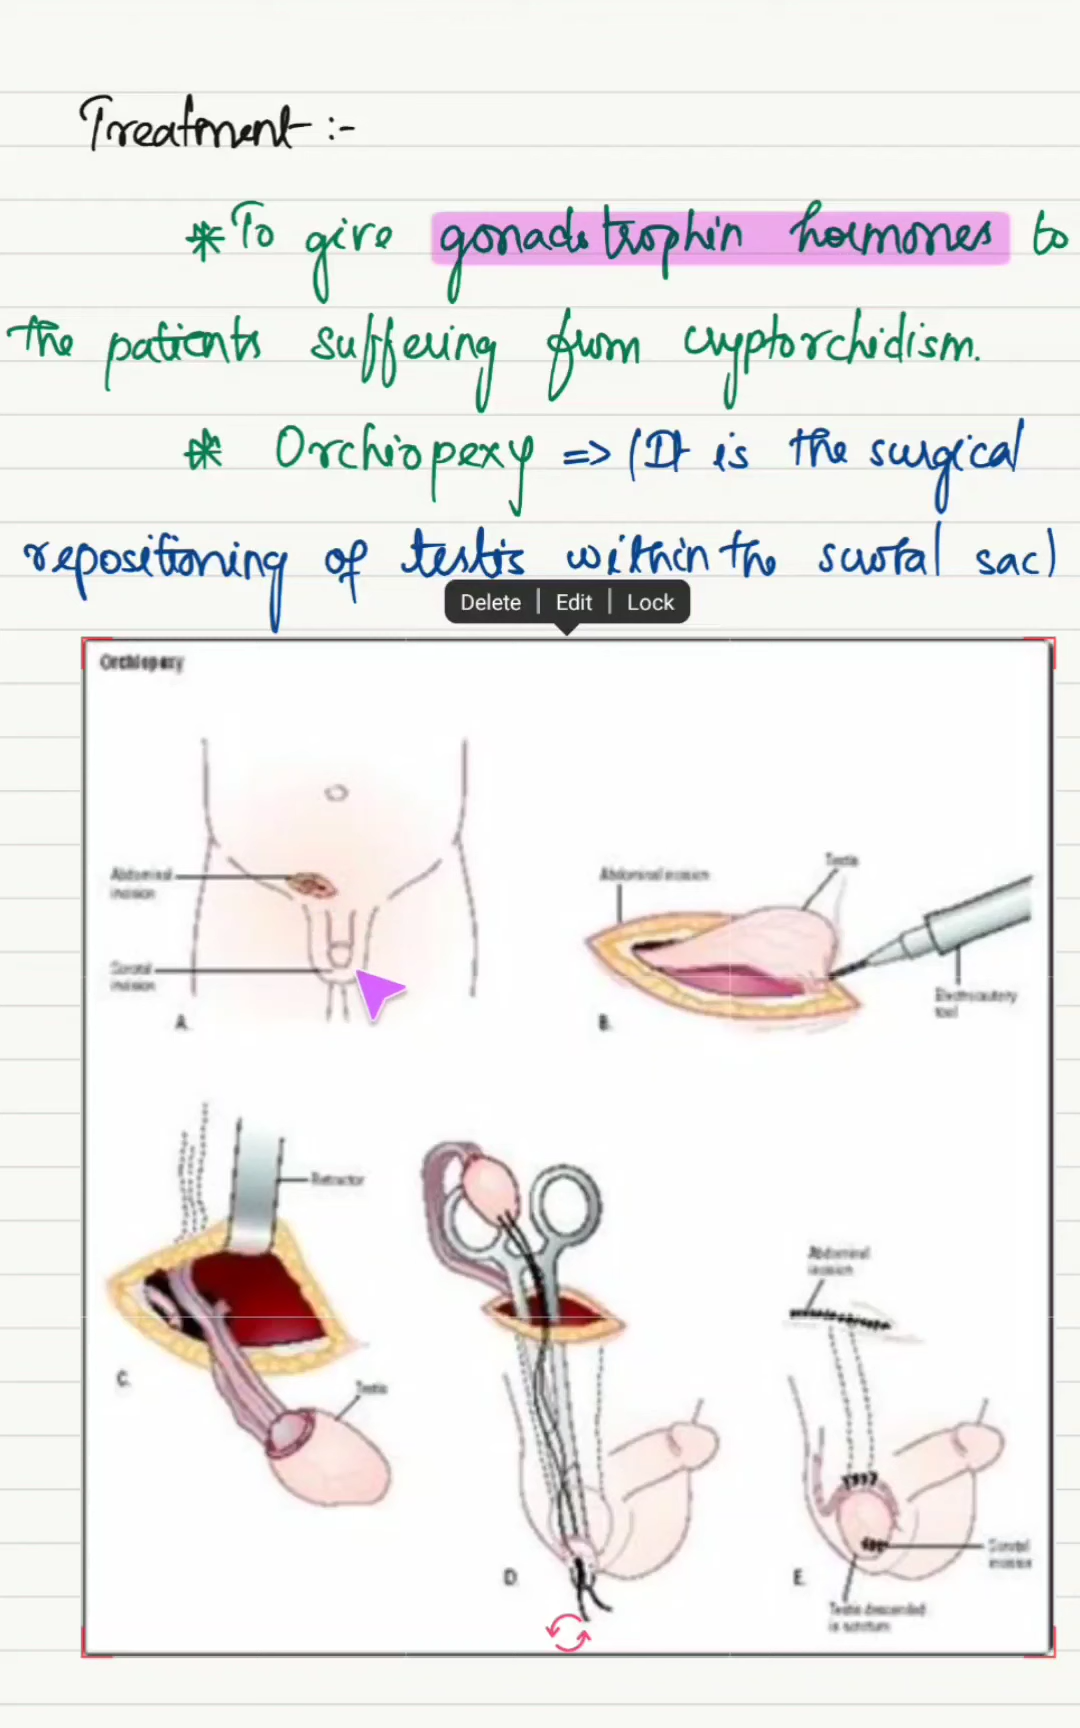 Treatment :-
* To give gonadotrophin hormones to
the patients suffering from cryptorchidism.
* Orchiopexy => (It is the surgical
repositioning of testis within the scrotal sac)
Delete | Edit | Lock
Orchiopexy
Abdominal
incision
Scrotal
incision
A.
Abdominal incision
Testis
Electrocautery
tool
B.
Retractor
Testis
C.
D.
Abdominal
incision
Scrotal
incision
E.
Testis descended
in scrotum